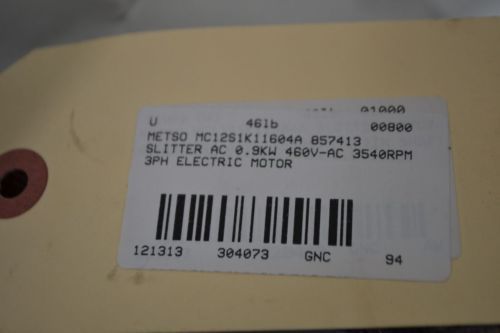 01000
U 461b 00800
METSO MC12S1K11604A 857413
SLITTER AC 0.9KW 460V-AC 3540RPM
3PH ELECTRIC MOTOR
121313 304073 GNC 94